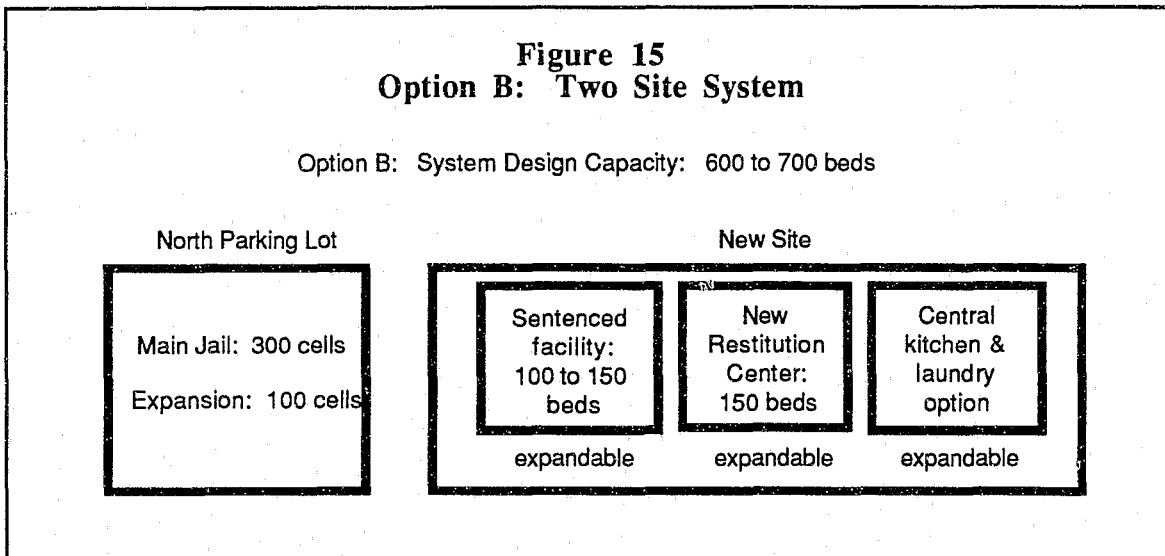 Figure 15
Option B: Two Site System
Option B: System Design Capacity: 600 to 700 beds
North Parking Lot
New Site
Main Jail: 300 cells
Expansion: 100 cells
Sentenced
facility:
100 to 150
beds
New
Restitution
Center:
150 beds
Central
kitchen &
laundry
option
expandable
expandable
expandable